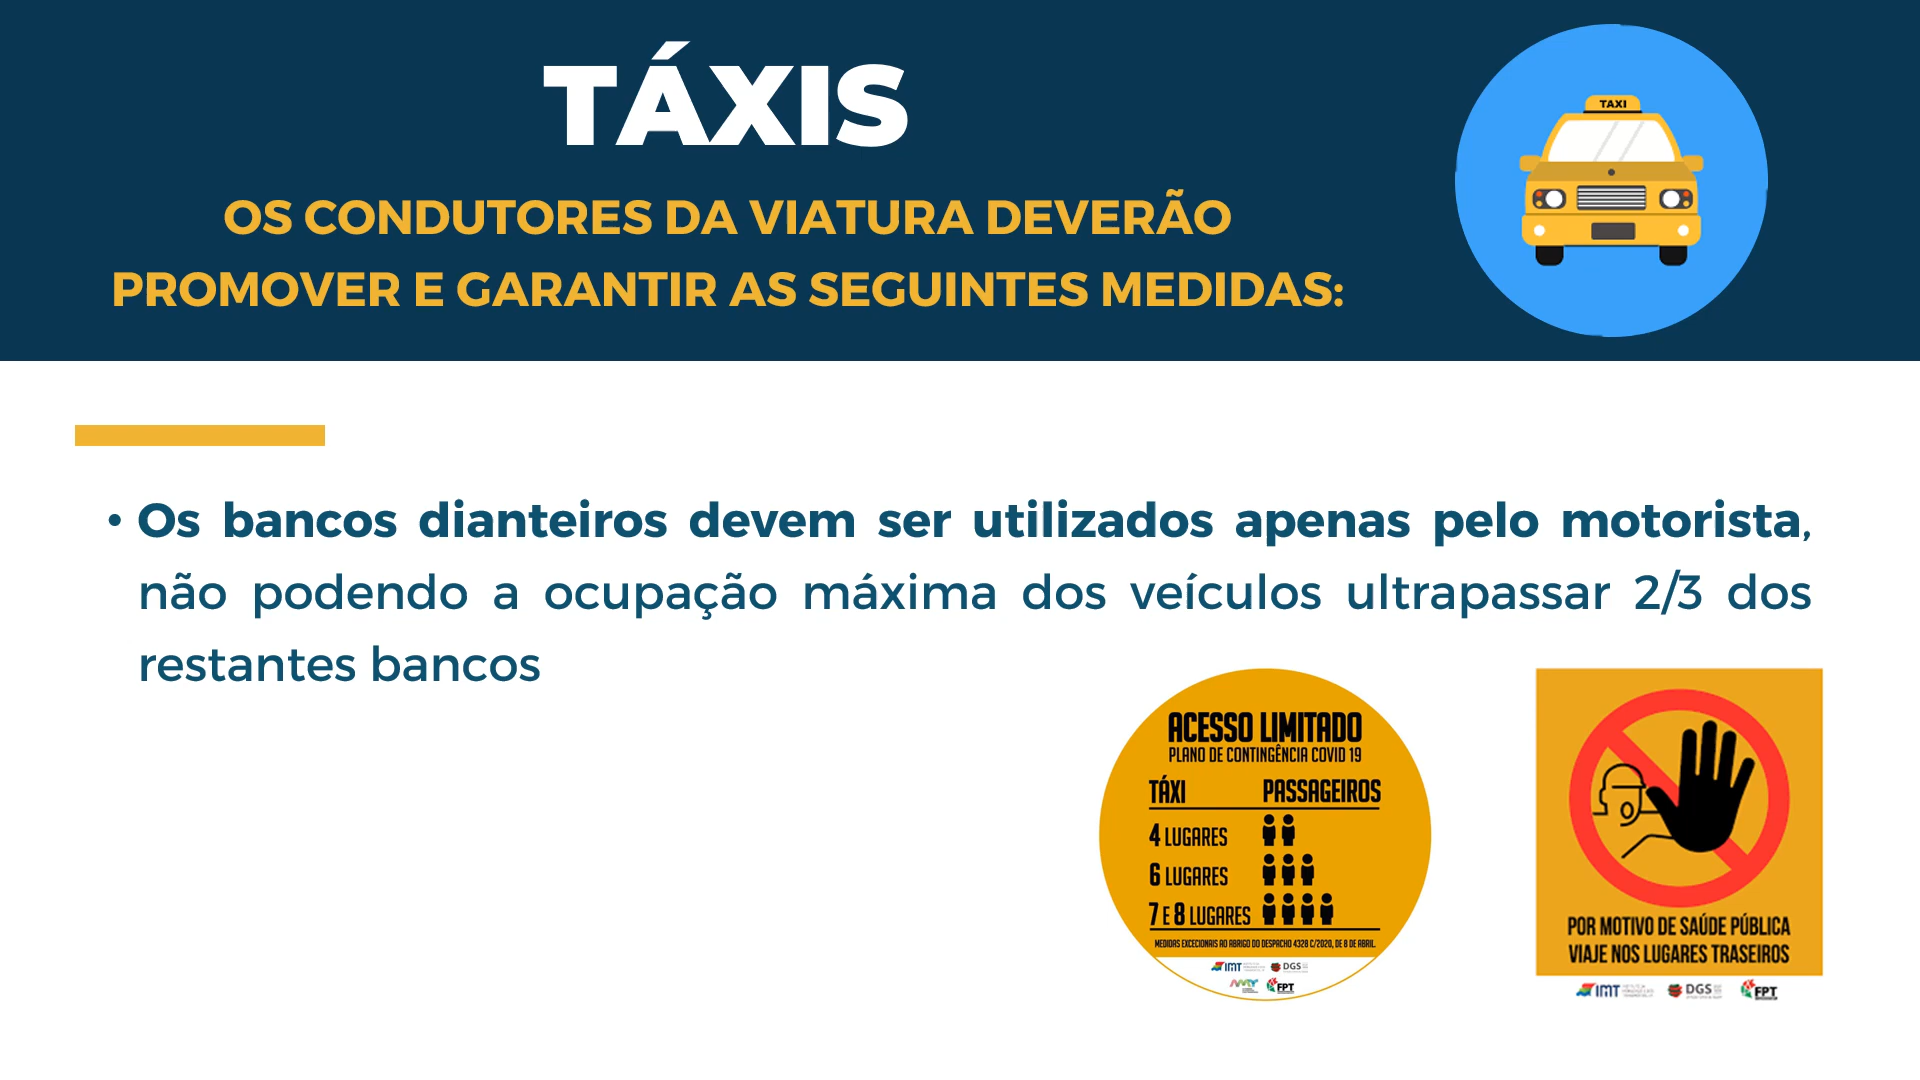 TÁXIS
TAXI
OS CONDUTORES DA VIATURA DEVERÃO
PROMOVER E GARANTIR AS SEGUINTES MEDIDAS:
• Os bancos dianteiros devem ser utilizados apenas pelo motorista,
não podendo a ocupação máxima dos veículos ultrapassar 2/3 dos
restantes bancos
ACESSO LIMITADO
PLANO DE CONTINGÊNCIA COVID 19
TÁXI PASSAGEIROS
4 LUGARES
6 LUGARES
7 E 8 LUGARES
MEDIDAS EXCECIONAIS AO ABRIGO DO DESPACHO 4328 C/2020, DE 8 DE ABRIL.
IMT DGS
FPT
POR MOTIVO DE SAÚDE PÚBLICA
VIAJE NOS LUGARES TRASEIROS
IMT DGS FPT